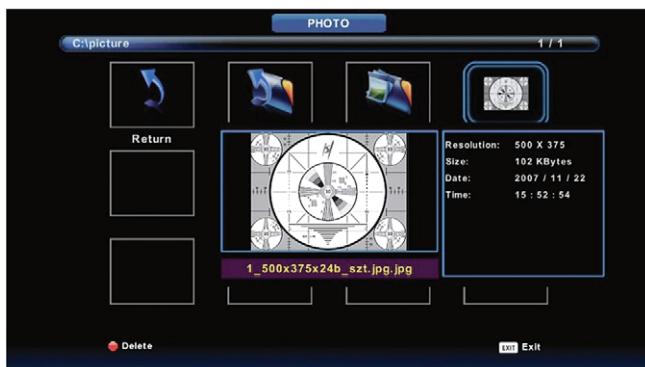 PHOTO
C:\picture 1 / 1
Return
Resolution: 500 X 375
Size: 102 KBytes
Date: 2007 / 11 / 22
Time: 15 : 52 : 54
1_500x375x24b_szt.jpg.jpg
Delete
EXIT Exit